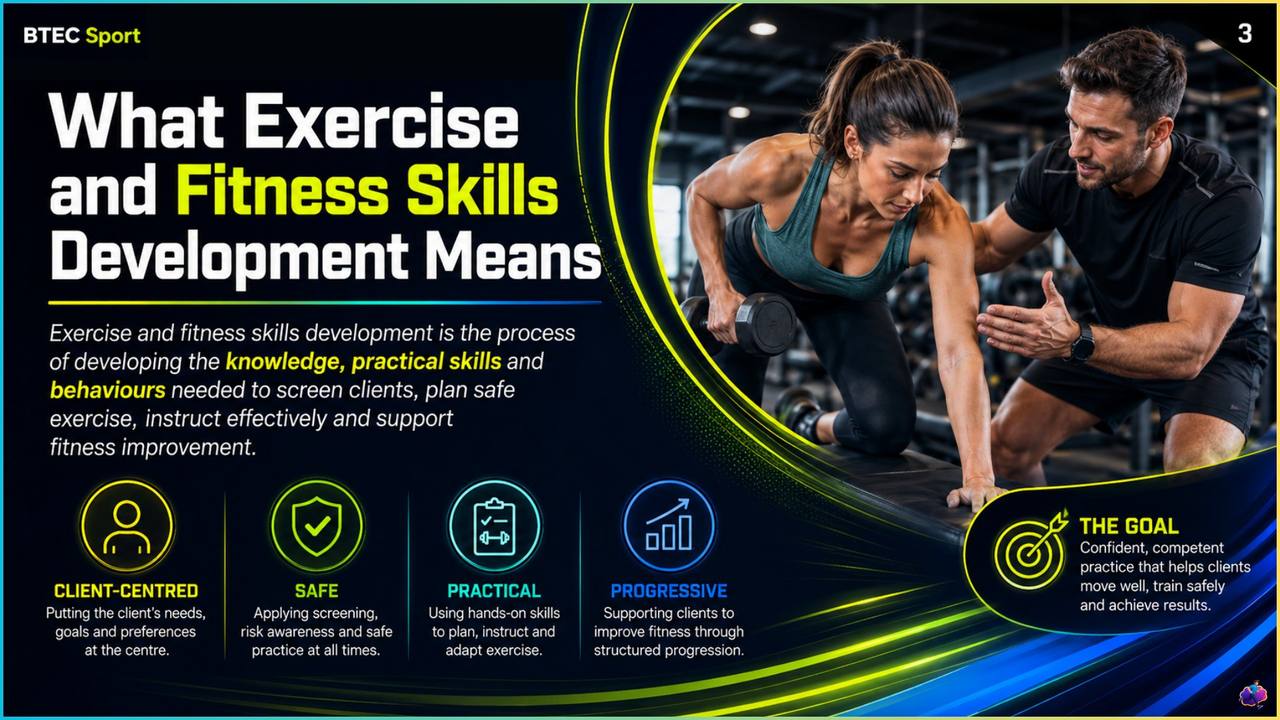 BTEC Sport
3
What Exercise
and Fitness Skills
Development Means
Exercise and fitness skills development is the process
of developing the knowledge, practical skills and
behaviours needed to screen clients, plan safe
exercise, instruct effectively and support
fitness improvement.
CLIENT-CENTRED
Putting the client's needs,
goals and preferences
at the centre.
SAFE
Applying screening,
risk awareness and safe
practice at all times.
PRACTICAL
Using hands-on skills
to plan, instruct and
adapt exercise.
PROGRESSIVE
Supporting clients to
improve fitness through
structured progression.
THE GOAL
Confident, competent
practice that helps clients
move well, train safely
and achieve results.